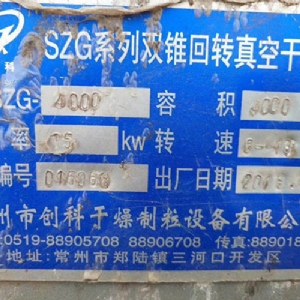 科
SZG系列双锥回转真空干
ZG- 4000 容 积 4000
率 15 kw 转 速
编号 出厂日期
州市创科干燥制粒设备有限公
:0519-88905708 88906708 传真:889018
址:常州市郑陆镇三河口开发区